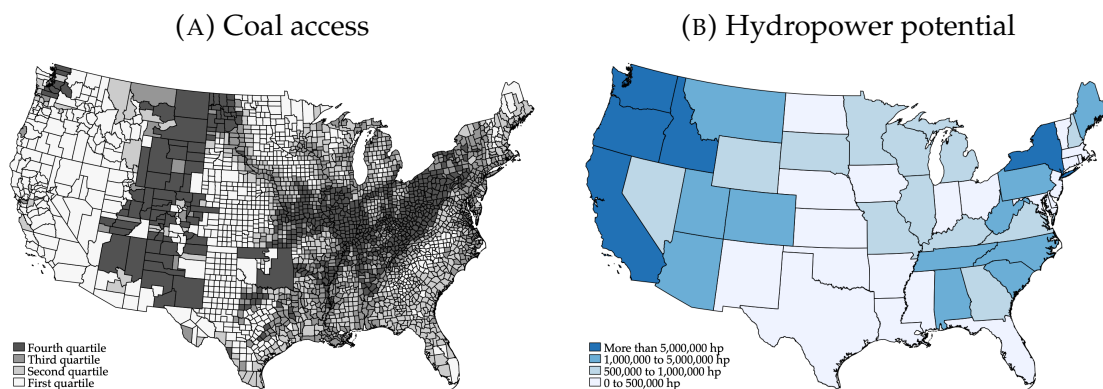 (A) Coal access
Fourth quartile
Third quartile
Second quartile
First quartile
(B) Hydropower potential
More than 5,000,000 hp
1,000,000 to 5,000,000 hp
500,000 to 1,000,000 hp
0 to 500,000 hp